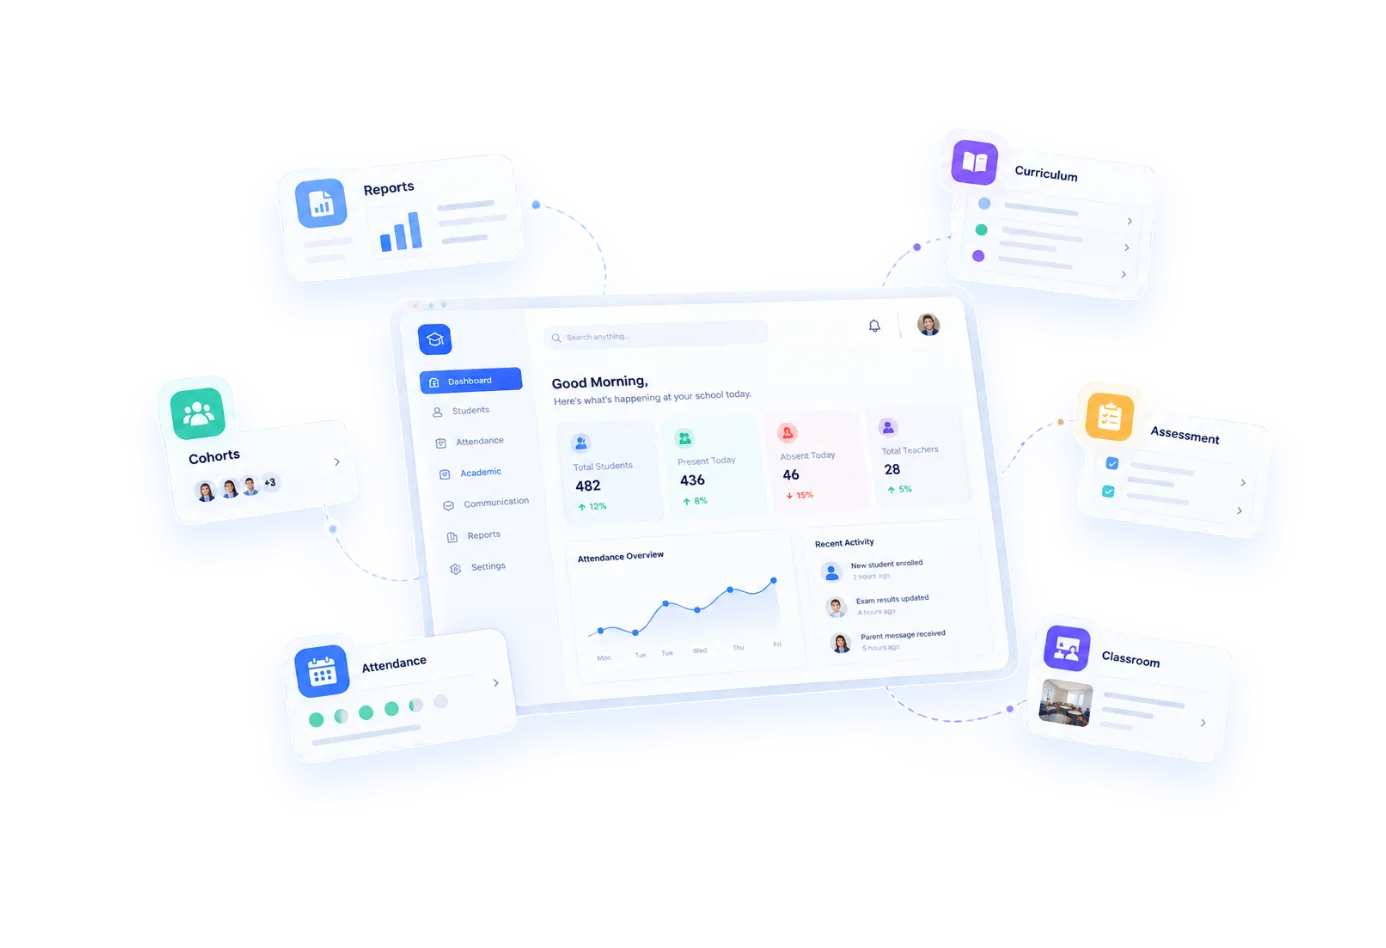 Reports
Curriculum
Cohorts
+3
Attendance
Assessment
Classroom
Search anything...
Dashboard
Students
Attendance
Academic
Communication
Reports
Settings
Good Morning,
Here's what's happening at your school today.
Total Students
482
↑ 12%
Present Today
436
↑ 8%
Absent Today
46
↓ 15%
Total Teachers
28
↑ 5%
Attendance Overview
Mon Tue Tue Wed Thu Fri
Recent Activity
New student enrolled
2 hours ago
Exam results updated
4 hours ago
Parent message received
5 hours ago